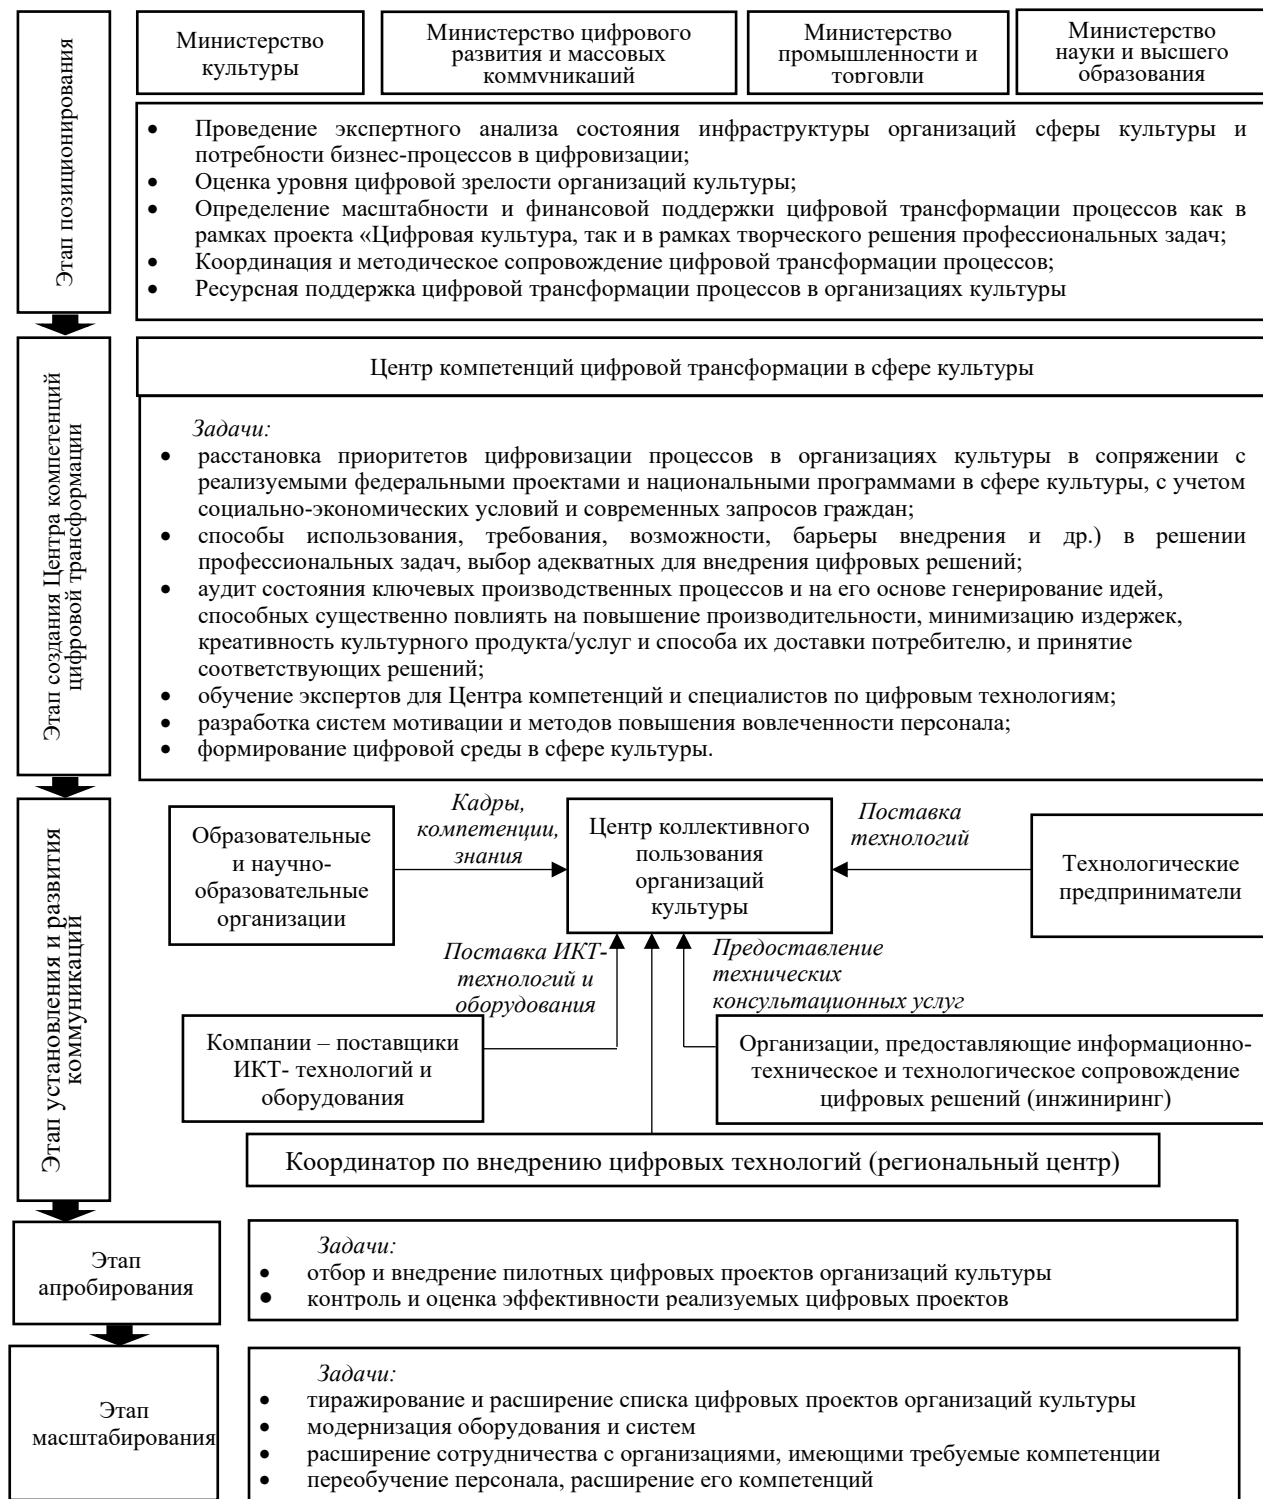 Этап позиционирования
Министерство
культуры
Министерство цифрового
развития и массовых
коммуникаций
Министерство
промышленности и
торговли
Министерство
науки и высшего
образования
• Проведение экспертного анализа состояния инфраструктуры организаций сферы культуры и
потребности бизнес-процессов в цифровизации;
• Оценка уровня цифровой зрелости организаций культуры;
• Определение масштабности и финансовой поддержки цифровой трансформации процессов как в
рамках проекта «Цифровая культура, так и в рамках творческого решения профессиональных задач;
• Координация и методическое сопровождение цифровой трансформации процессов;
• Ресурсная поддержка цифровой трансформации процессов в организациях культуры
Этап создания Центра компетенций
цифровой трансформации
Центр компетенций цифровой трансформации в сфере культуры
Задачи:
• расстановка приоритетов цифровизации процессов в организациях культуры в сопряжении с
реализуемыми федеральными проектами и национальными программами в сфере культуры, с учетом
социально-экономических условий и современных запросов граждан;
• способы использования, требования, возможности, барьеры внедрения и др.) в решении
профессиональных задач, выбор адекватных для внедрения цифровых решений;
• аудит состояния ключевых производственных процессов и на его основе генерирование идей,
способных существенно повлиять на повышение производительности, минимизацию издержек,
креативность культурного продукта/услуг и способа их доставки потребителю, и принятие
соответствующих решений;
• обучение экспертов для Центра компетенций и специалистов по цифровым технологиям;
• разработка систем мотивации и методов повышения вовлеченности персонала;
• формирование цифровой среды в сфере культуры.
Этап установления и развития
коммуникаций
Образовательные
и научно-
образовательные
организации
Кадры,
компетенции,
знания
Центр коллективного
пользования
организаций
культуры
Поставка
технологий
Технологические
предприниматели
Поставка ИКТ-
технологий и
оборудования
Предоставление
технических
консультационных услуг
Компании – поставщики
ИКТ- технологий и
оборудования
Организации, предоставляющие информационно-
техническое и технологическое сопровождение
цифровых решений (инжиниринг)
Координатор по внедрению цифровых технологий (региональный центр)
Этап
апробирования
Задачи:
• отбор и внедрение пилотных цифровых проектов организаций культуры
• контроль и оценка эффективности реализуемых цифровых проектов
Этап
масштабирования
Задачи:
• тиражирование и расширение списка цифровых проектов организаций культуры
• модернизация оборудования и систем
• расширение сотрудничества с организациями, имеющими требуемые компетенции
• переобучение персонала, расширение его компетенций